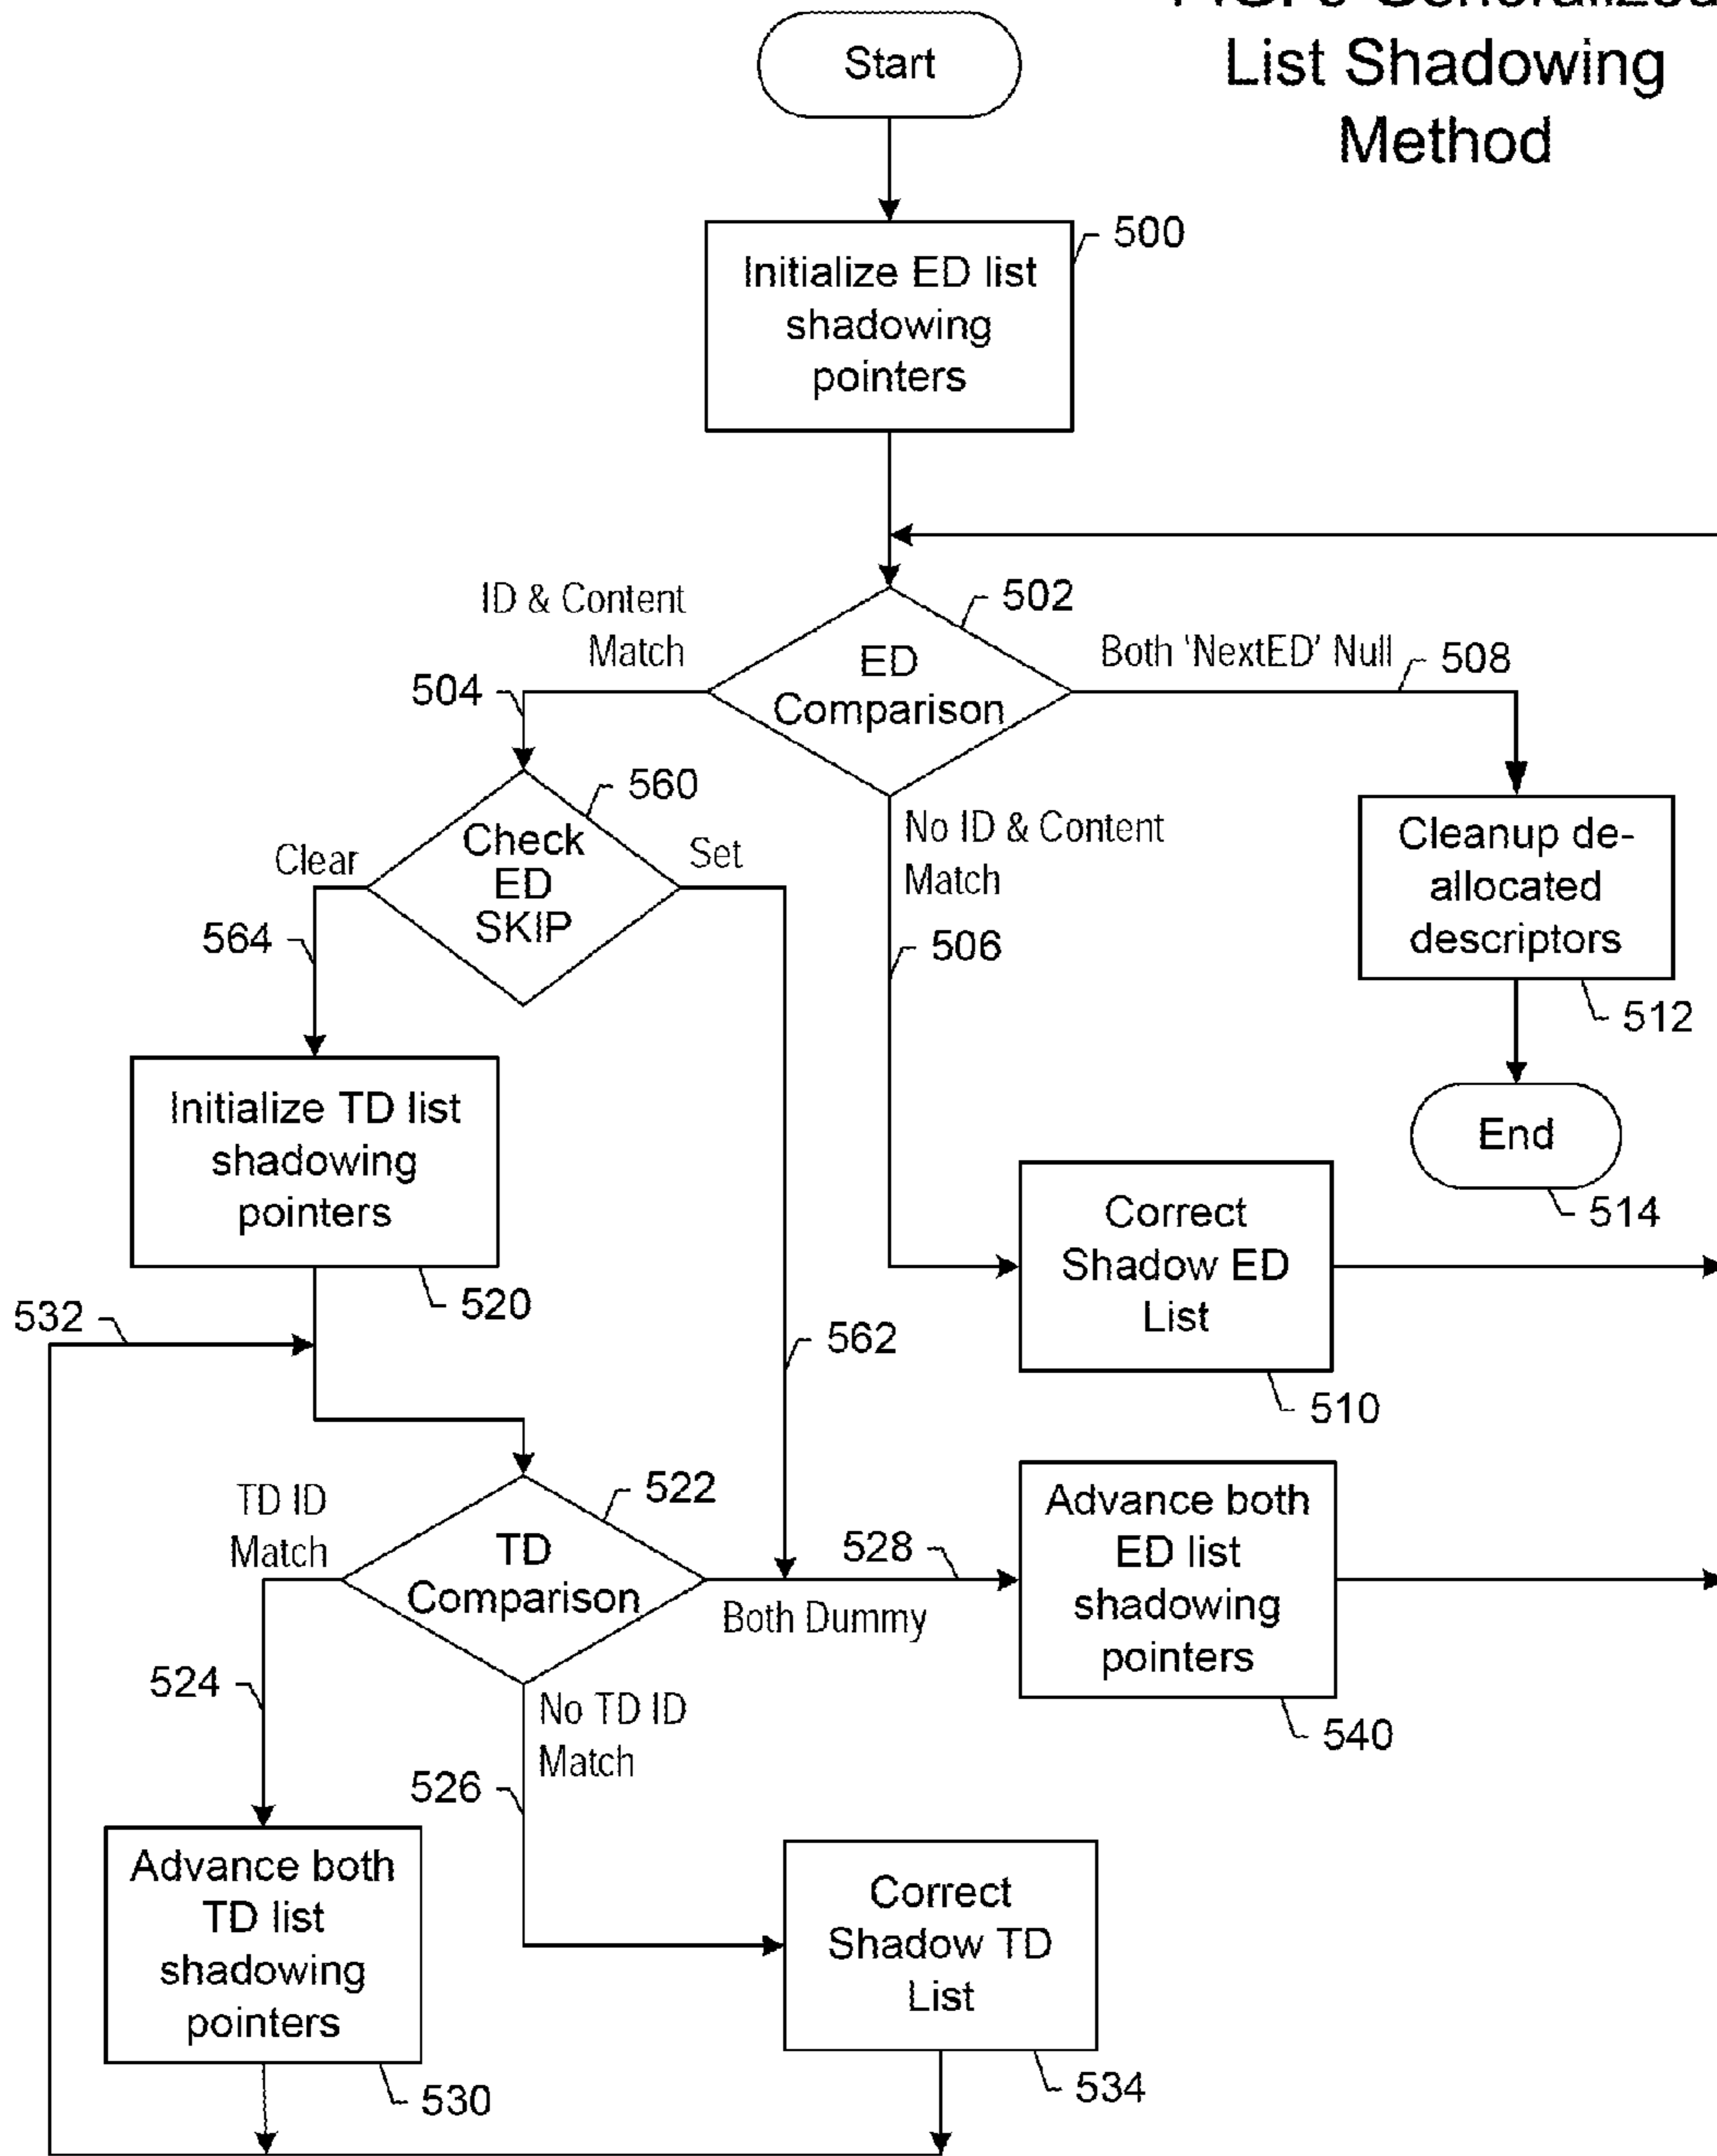 List Shadowing
Method
Start
500
Initialize ED list
shadowing
pointers
ID & Content
Match
502
ED
Comparison
Both 'NextED' Null
508
504
560
Check
ED
SKIP
Clear
Set
No ID & Content
Match
506
Cleanup de-
allocated
descriptors
512
564
Initialize TD list
shadowing
pointers
520
End
514
Correct
Shadow ED
List
510
532
562
TD ID
Match
522
TD
Comparison
528
Both Dummy
Advance both
ED list
shadowing
pointers
540
524
No TD ID
Match
526
Advance both
TD list
shadowing
pointers
530
Correct
Shadow TD
List
534